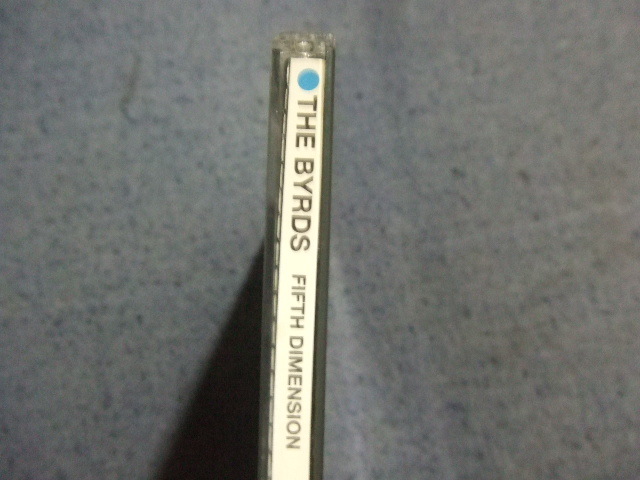 THE BYRDS FIFTH DIMENSION